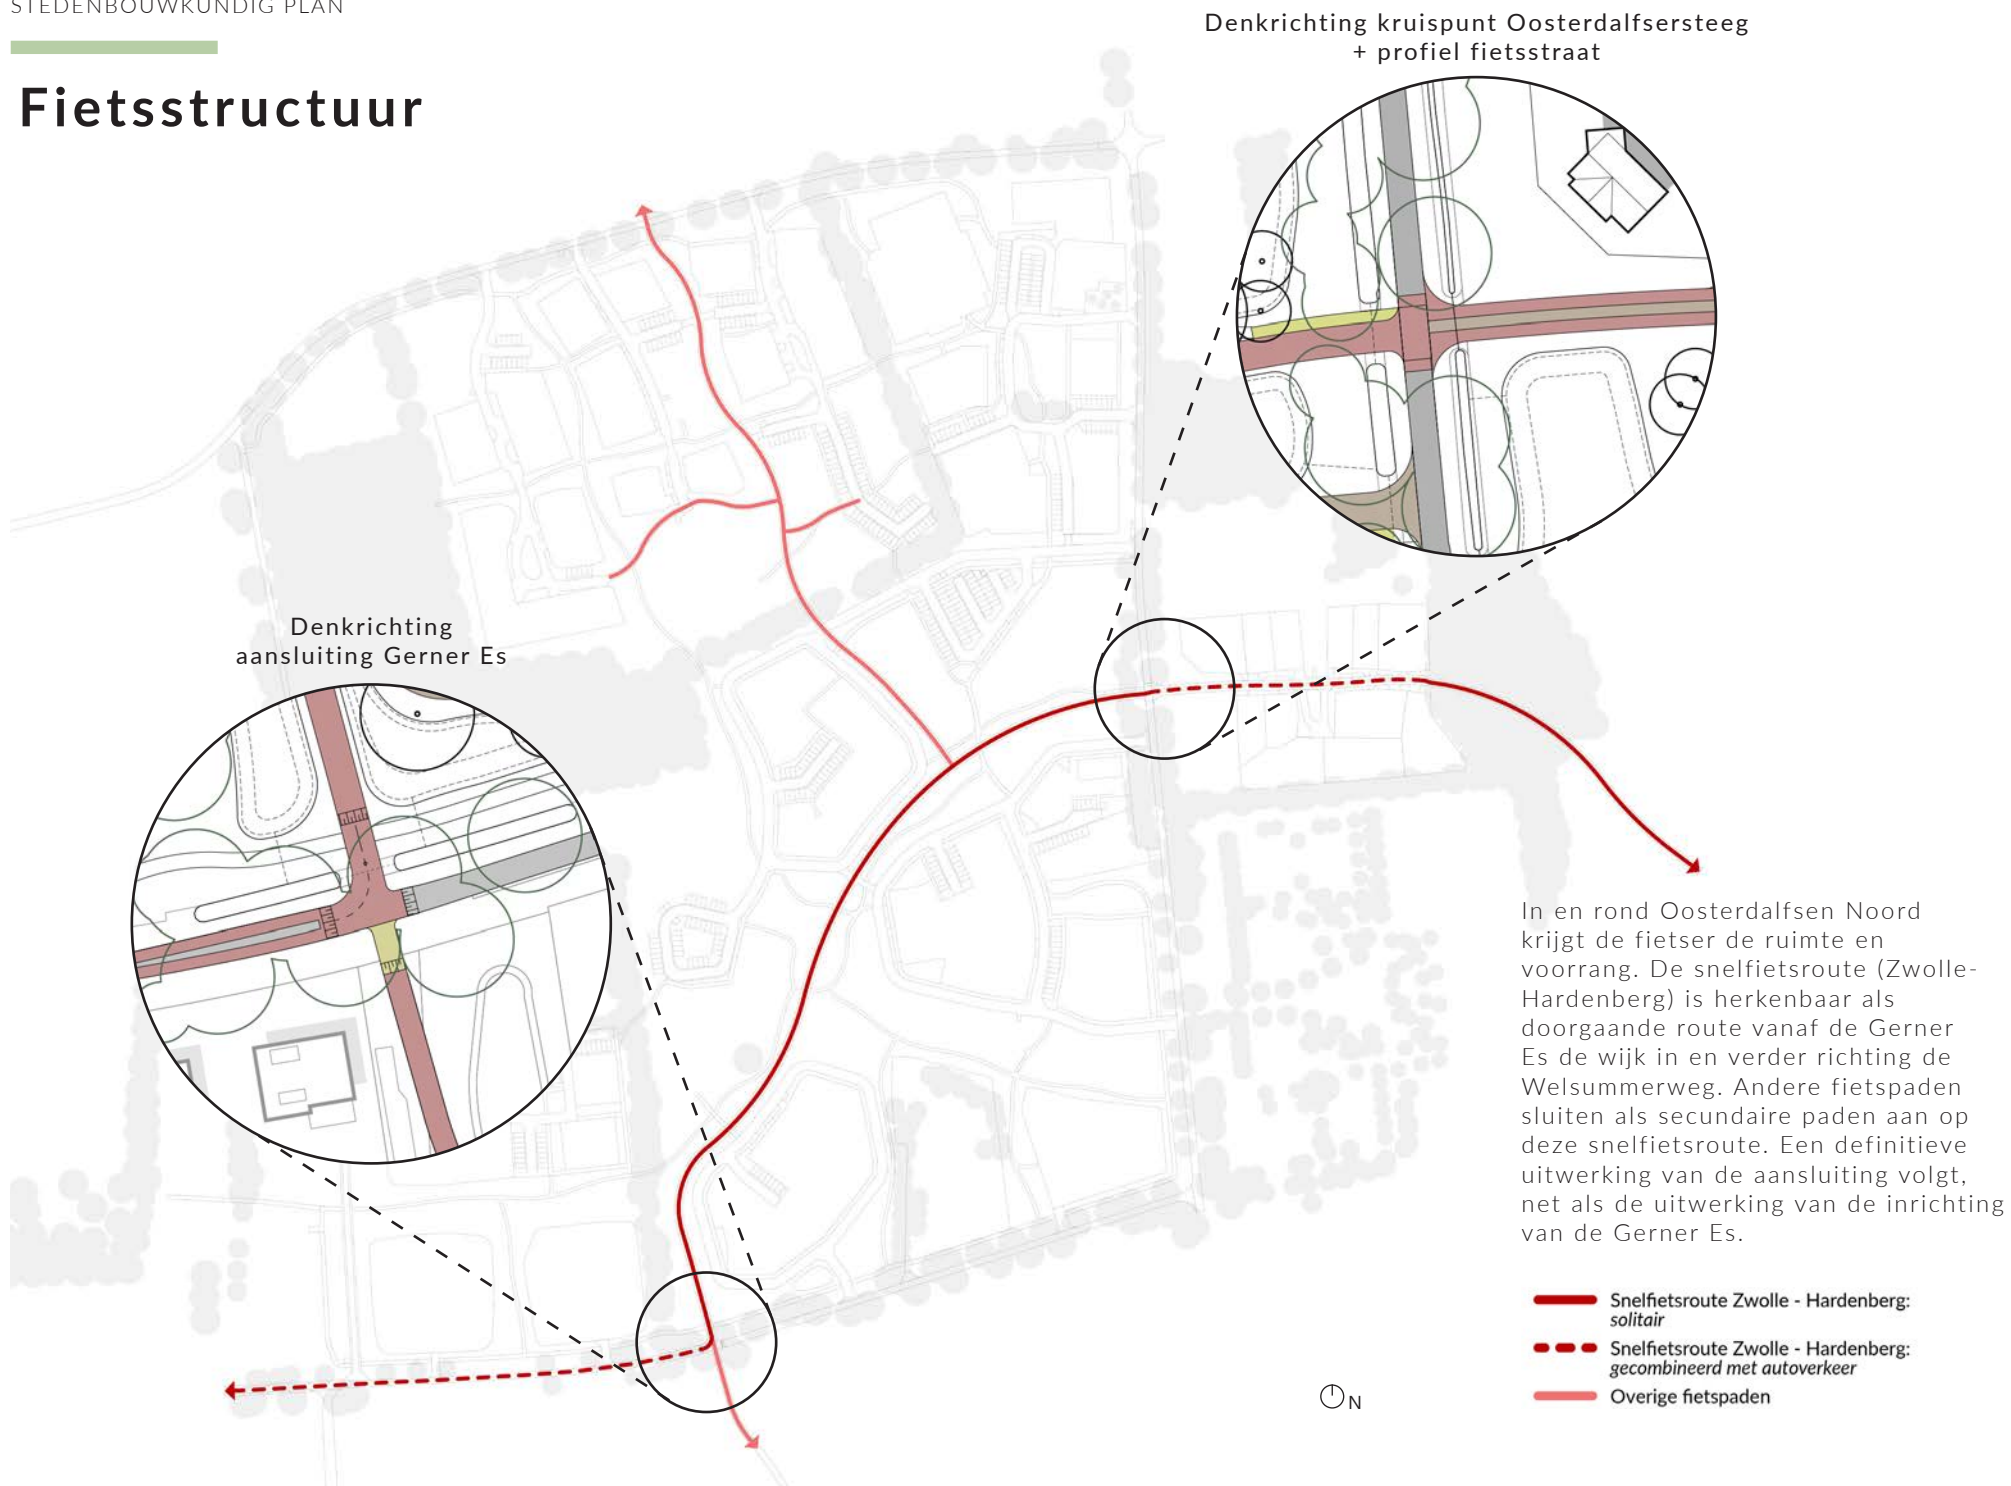 STEDENBOUWKUNDIG PLAN
Fietsstructuur
Denkrichting kruispunt Oosterdalfsersteeg
+ profiel fietsstraat
Denkrichting
aansluiting Gerner Es
In en rond Oosterdalfsen Noord
krijgt de fietser de ruimte en
voorrang. De snelfietsroute (Zwolle-
Hardenberg) is herkenbaar als
doorgaande route vanaf de Gerner
Es de wijk in en verder richting de
Welsummerweg. Andere fietspaden
sluiten als secundaire paden aan op
deze snelfietsroute. Een definitieve
uitwerking van de aansluiting volgt,
net als de uitwerking van de inrichting
van de Gerner Es.
Snelfietsroute Zwolle - Hardenberg:
solitair
Snelfietsroute Zwolle - Hardenberg:
gecombineerd met autoverkeer
Overige fietspaden
N